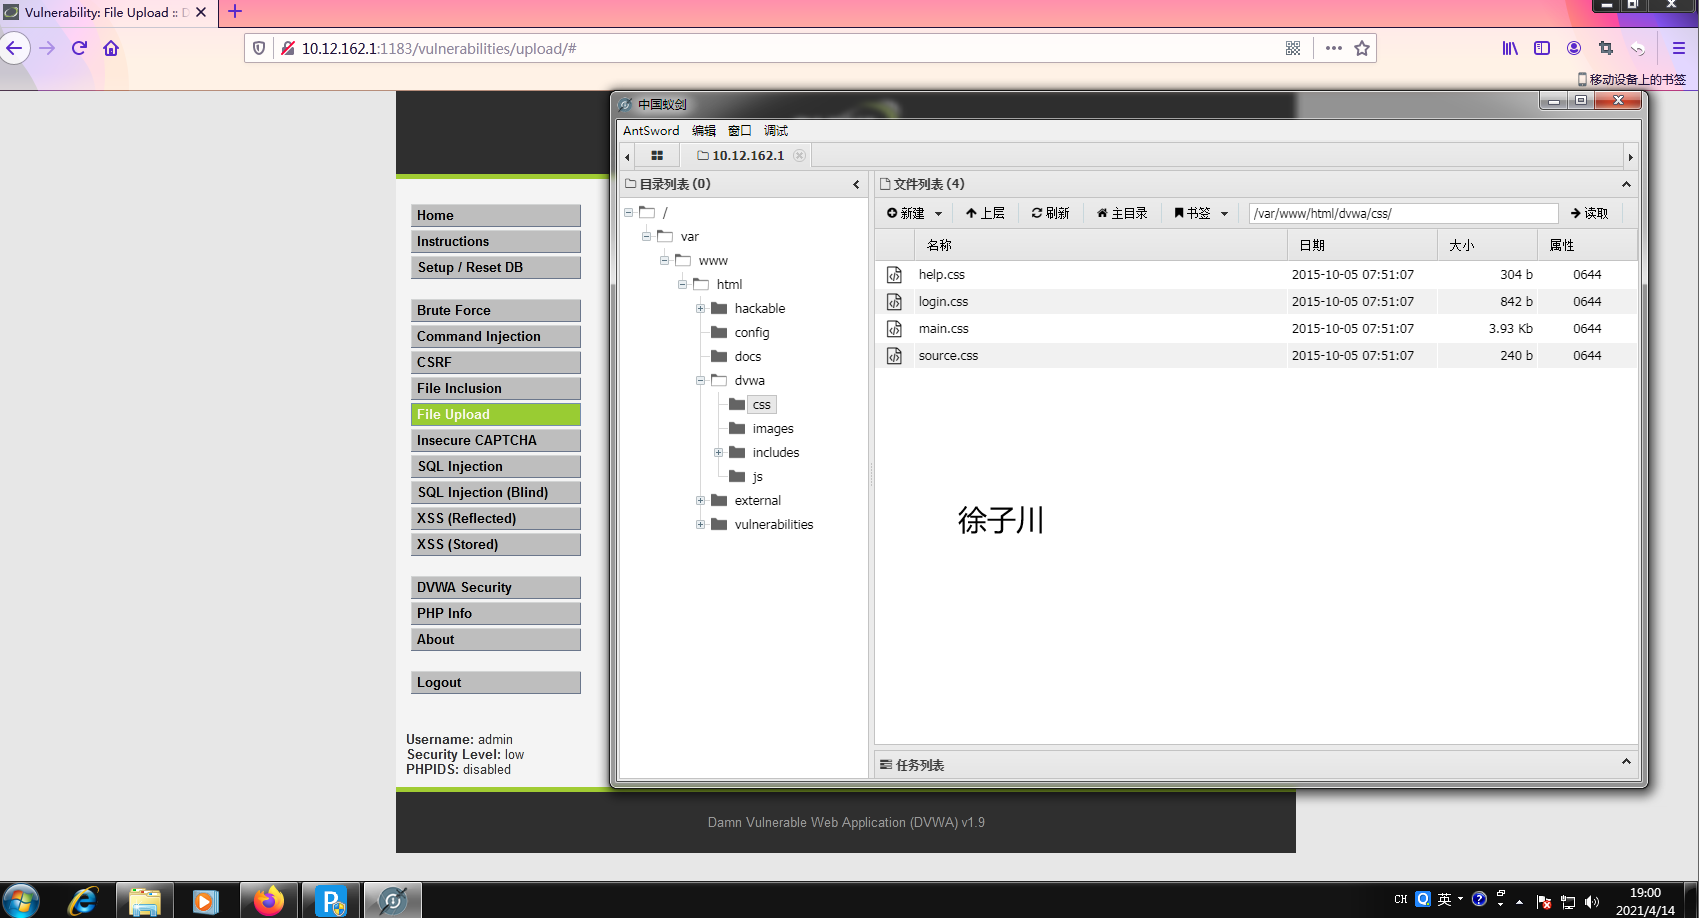 Vulnerability: File Upload :: D
10.12.162.1:1183/vulnerabilities/upload/#
移动设备上的书签
Home
Instructions
Setup / Reset DB
Brute Force
Command Injection
CSRF
File Inclusion
File Upload
Insecure CAPTCHA
SQL Injection
SQL Injection (Blind)
XSS (Reflected)
XSS (Stored)
DVWA Security
PHP Info
About
Logout
Username: admin
Security Level: low
PHPIDS: disabled
Damn Vulnerable Web Application (DVWA) v1.9
中国蚁剑
AntSword 编辑 窗口 调试
10.12.162.1
目录列表 (0)
/
var
www
html
hackable
config
docs
dvwa
css
images
includes
js
external
vulnerabilities
文件列表 (4)
新建 上层 刷新 主目录 书签 /var/www/html/dvwa/css/ 读取
名称 日期 大小 属性
help.css 2015-10-05 07:51:07 304 b 0644
login.css 2015-10-05 07:51:07 842 b 0644
main.css 2015-10-05 07:51:07 3.93 Kb 0644
source.css 2015-10-05 07:51:07 240 b 0644
徐子川
任务列表
CH 英
19:00
2021/4/14